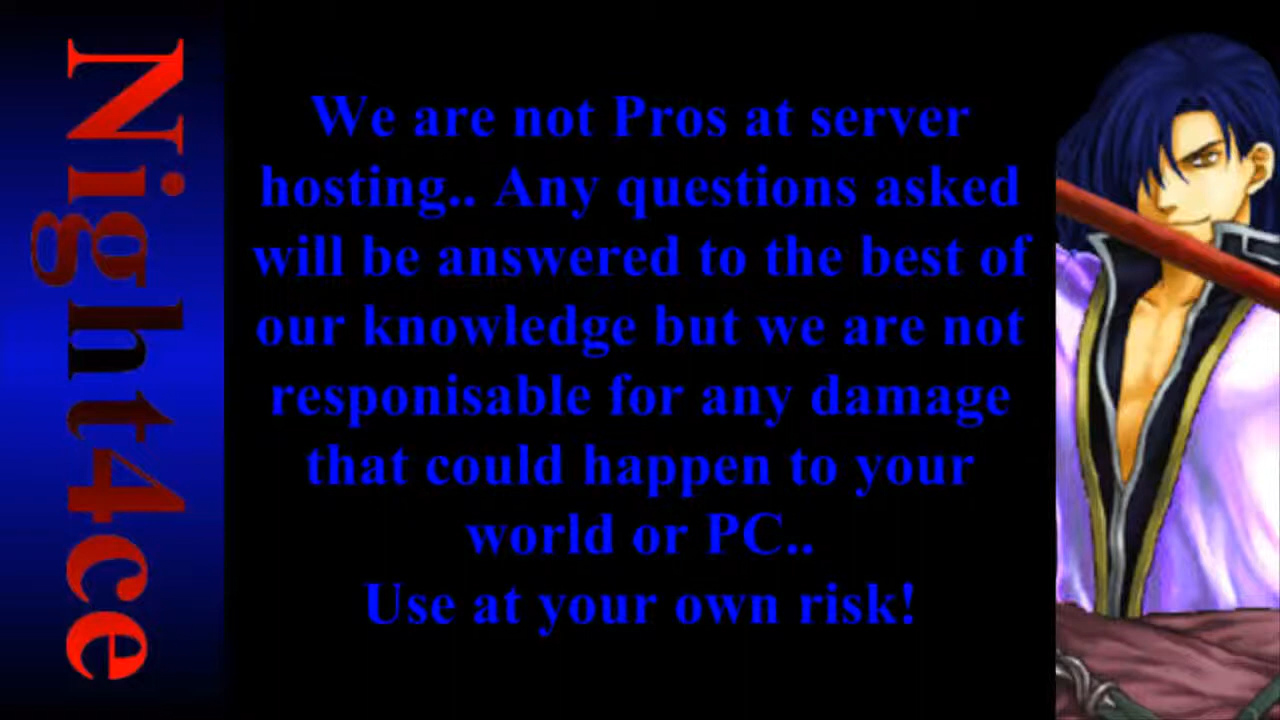 Night4ce
We are not Pros at server
hosting.. Any questions asked
will be answered to the best of
our knowledge but we are not
responisable for any damage
that could happen to your
world or PC..
Use at your own risk!